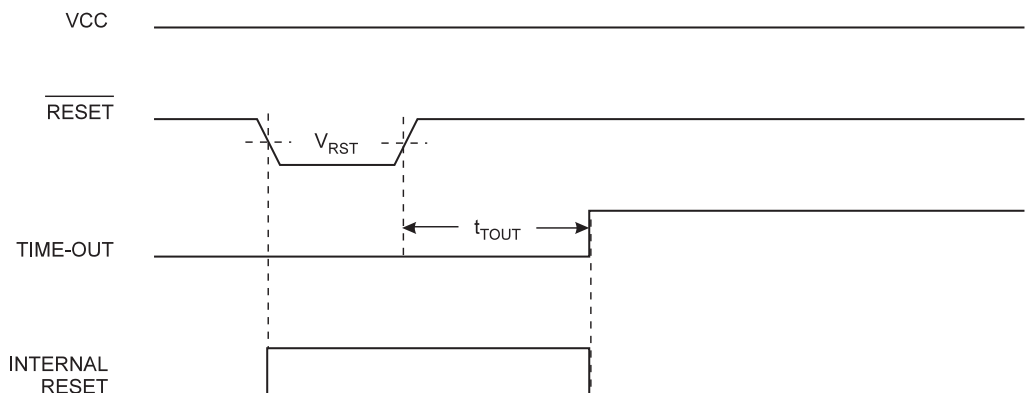 VCC
RESET
VRST
tTOUT
TIME-OUT
INTERNAL
RESET